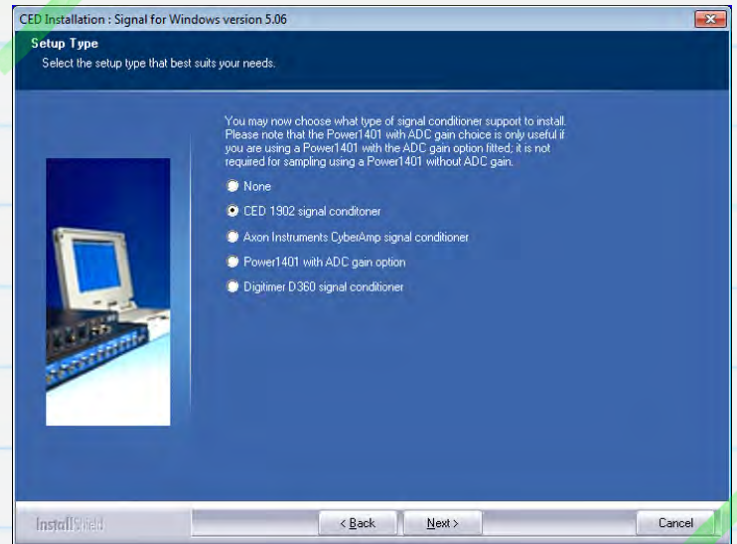 CED Installation : Signal for Windows version 5.06
Setup Type
Select the setup type that best suits your needs.
You may now choose what type of signal conditioner support to install.
Please note that the Power1401 with ADC gain choice is only useful if
you are using a Power1401 with the ADC gain option fitted; it is not
required for sampling using a Power1401 without ADC gain.
None
CED 1902 signal conditoner
Axon Instruments CyberAmp signal conditioner
Power1401 with ADC gain option
Digitimer D360 signal conditioner
InstallShield
< Back
Next >
Cancel